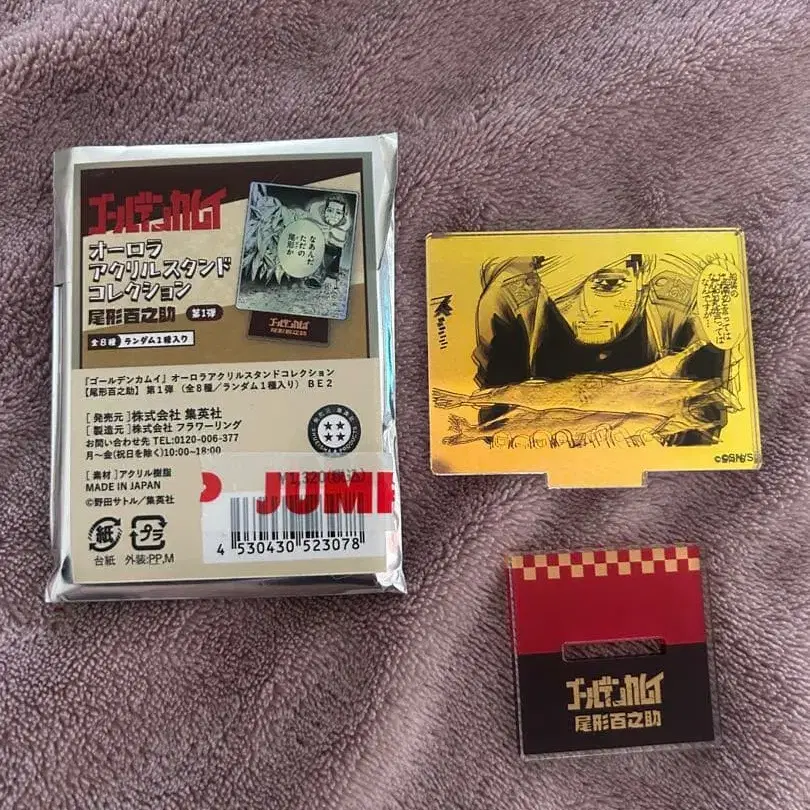 ゴールデンカムイ
オーロラ
アクリルスタンド
コレクション
尾形百之助 第1弾
全8種 ランダム1種入り
なあんだ
ただの
尾形か
ゴールデンカムイ
尾形百之助
『ゴールデンカムイ』オーロラアクリルスタンドコレクション
【尾形百之助】第1弾（全8種／ランダム1種入り）BE2
［発売元］株式会社 集英社
［製造元］株式会社 フラワーリング
お問い合わせ先 TEL:0120-006-377
月〜金(祝日を除く)10:00~18:00
［素材］アクリル樹脂
MADE IN JAPAN
©野田サトル／集英社
¥1,320(税込)
P JUMP
4 530430 523078
紙 プラ
台紙 外装:PP,M
©SN/S
ゴールデンカムイ
尾形百之助